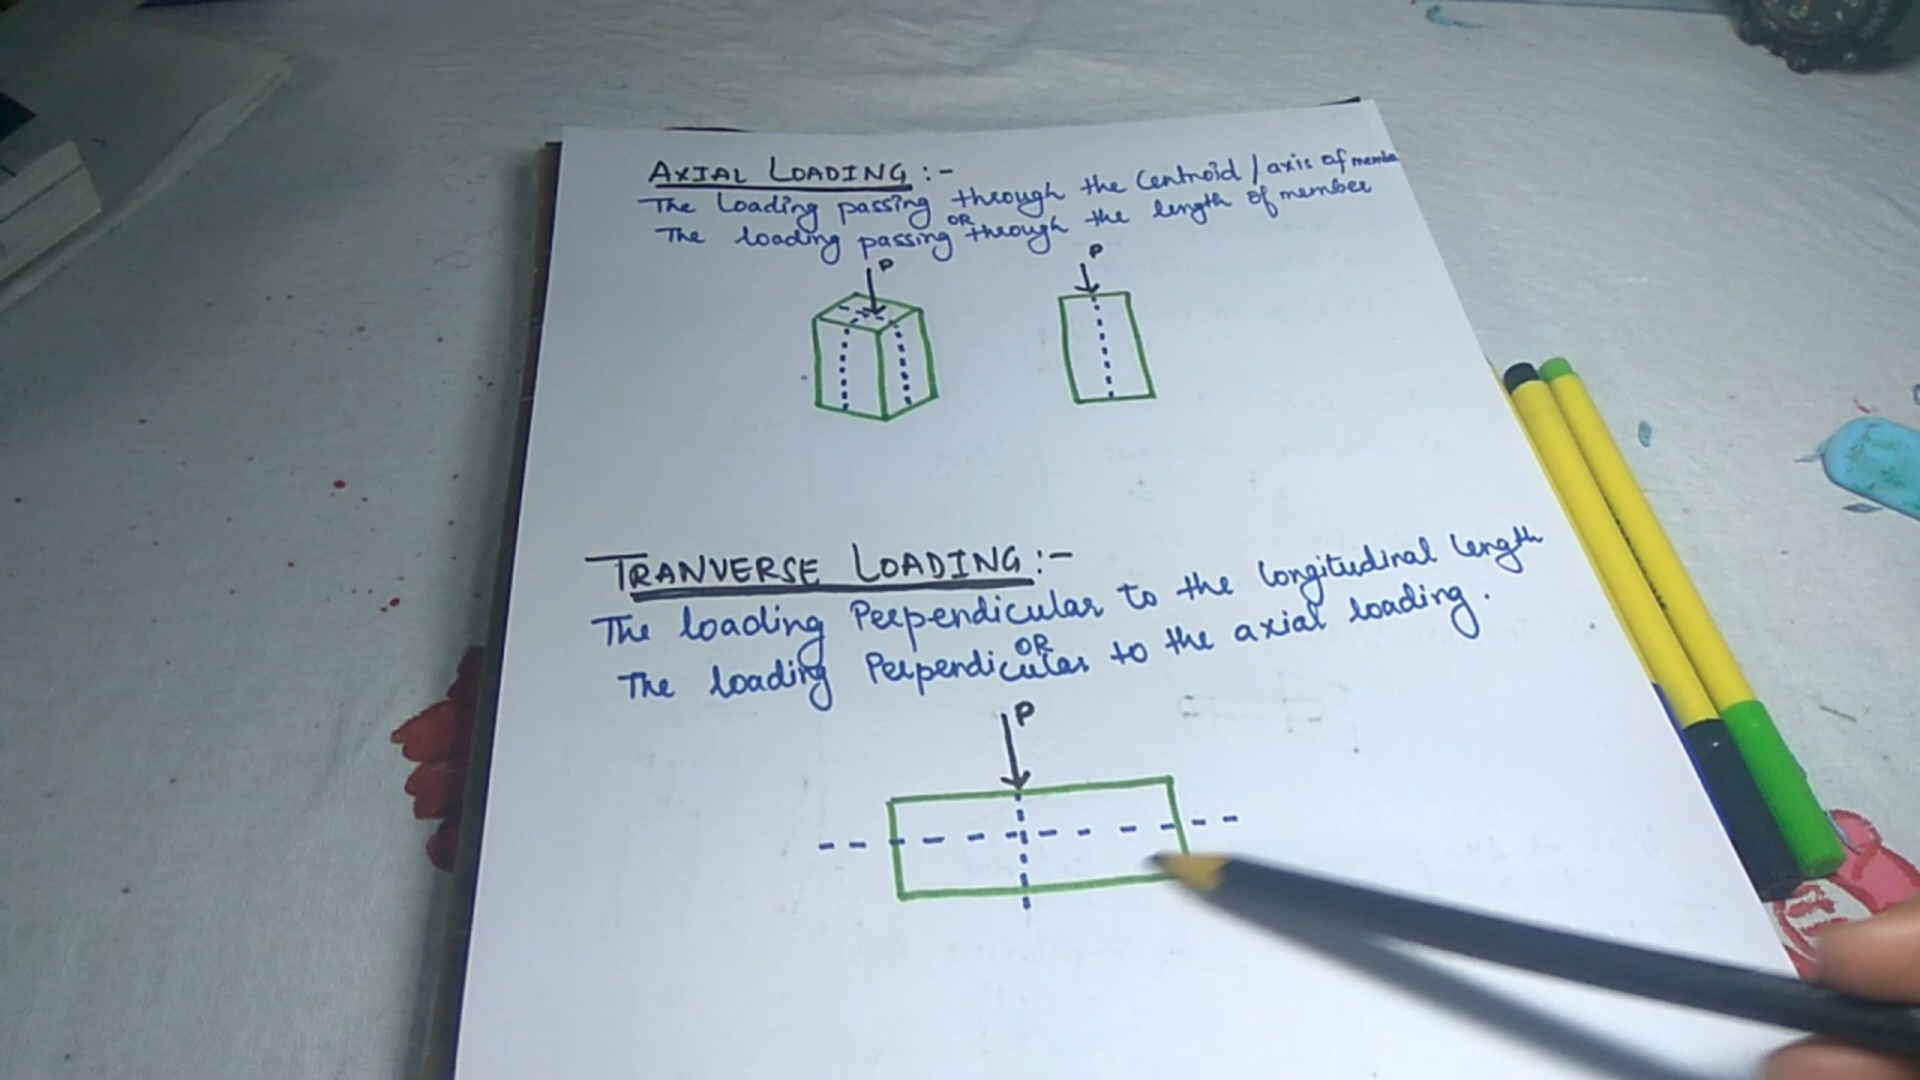 AXIAL LOADING :-
The Loading passing through the Centroid / axis of membe
OR
The loading passing through the length of member
P
P
TRANVERSE LOADING :-
The loading Perpendicular to the longitudinal length
OR
The loading Perpendicular to the axial loading.
P